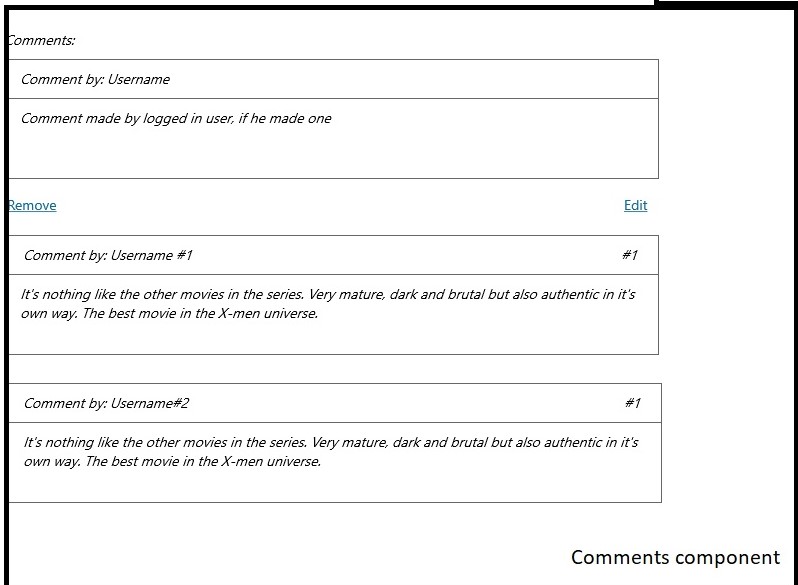 Comments:
Comment by: Username
Comment made by logged in user, if he made one
Remove Edit
Comment by: Username #1 #1
It's nothing like the other movies in the series. Very mature, dark and brutal but also authentic in it's
own way. The best movie in the X-men universe.
Comment by: Username#2 #1
It's nothing like the other movies in the series. Very mature, dark and brutal but also authentic in it's
own way. The best movie in the X-men universe.
Comments component